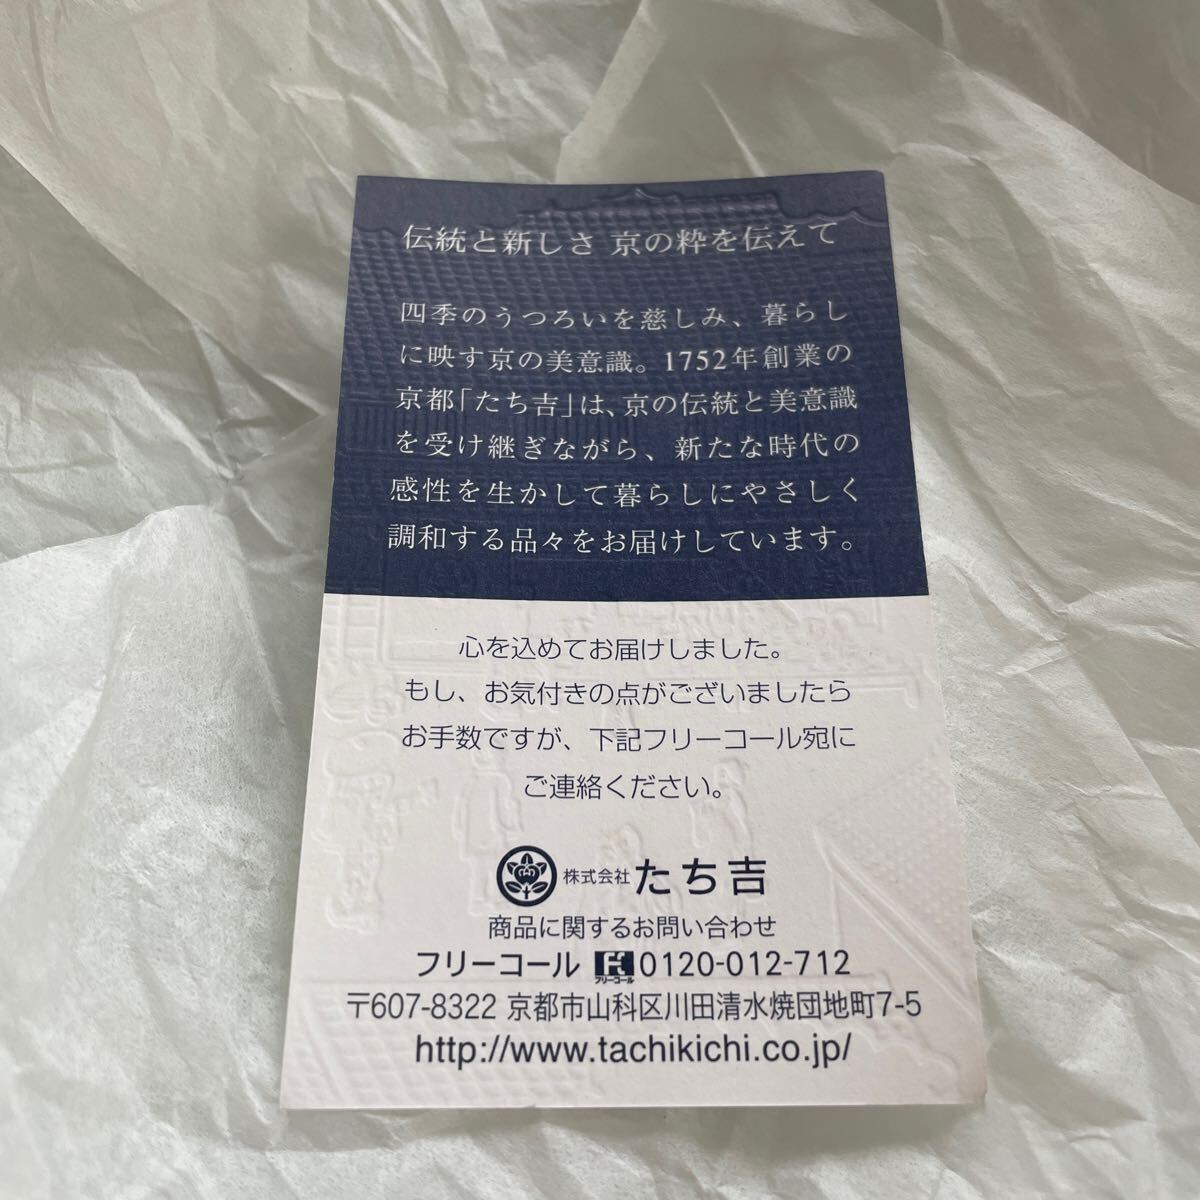 伝統と新しさ 京の粋を伝えて
四季のうつろいを慈しみ、暮らし
に映す京の美意識。1752年創業の
京都「たち吉」は、京の伝統と美意識
を受け継ぎながら、新たな時代の
感性を生かして暮らしにやさしく
調和する品々をお届けしています。
心を込めてお届けしました。
もし、お気付きの点がございましたら
お手数ですが、下記フリーコール宛に
ご連絡ください。
株式会社 たち吉
商品に関するお問い合わせ
フリーコール フリーコール 0120-012-712
〒607-8322 京都市山科区川田清水焼団地町7-5
http://www.tachikichi.co.jp/